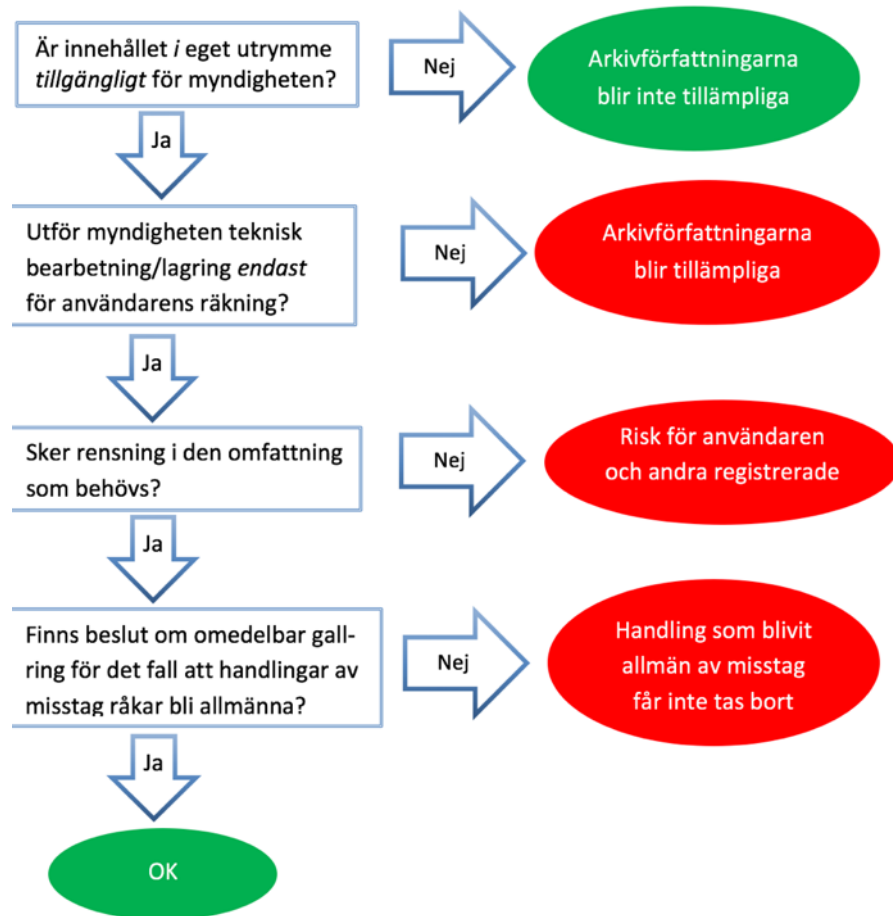 Är innehållet i eget utrymme
tillgängligt för myndigheten?
Nej
Arkivförfattningarna
blir inte tillämpliga
Ja
Utför myndigheten teknisk
bearbetning/lagring endast
för användarens räkning?
Nej
Arkivförfattningarna
blir tillämpliga
Ja
Sker rensning i den omfattning
som behövs?
Nej
Risk för användaren
och andra registrerade
Ja
Finns beslut om omedelbar gall-
ring för det fall att handlingar av
misstag råkar bli allmänna?
Nej
Handling som blivit
allmän av misstag
får inte tas bort
Ja
OK